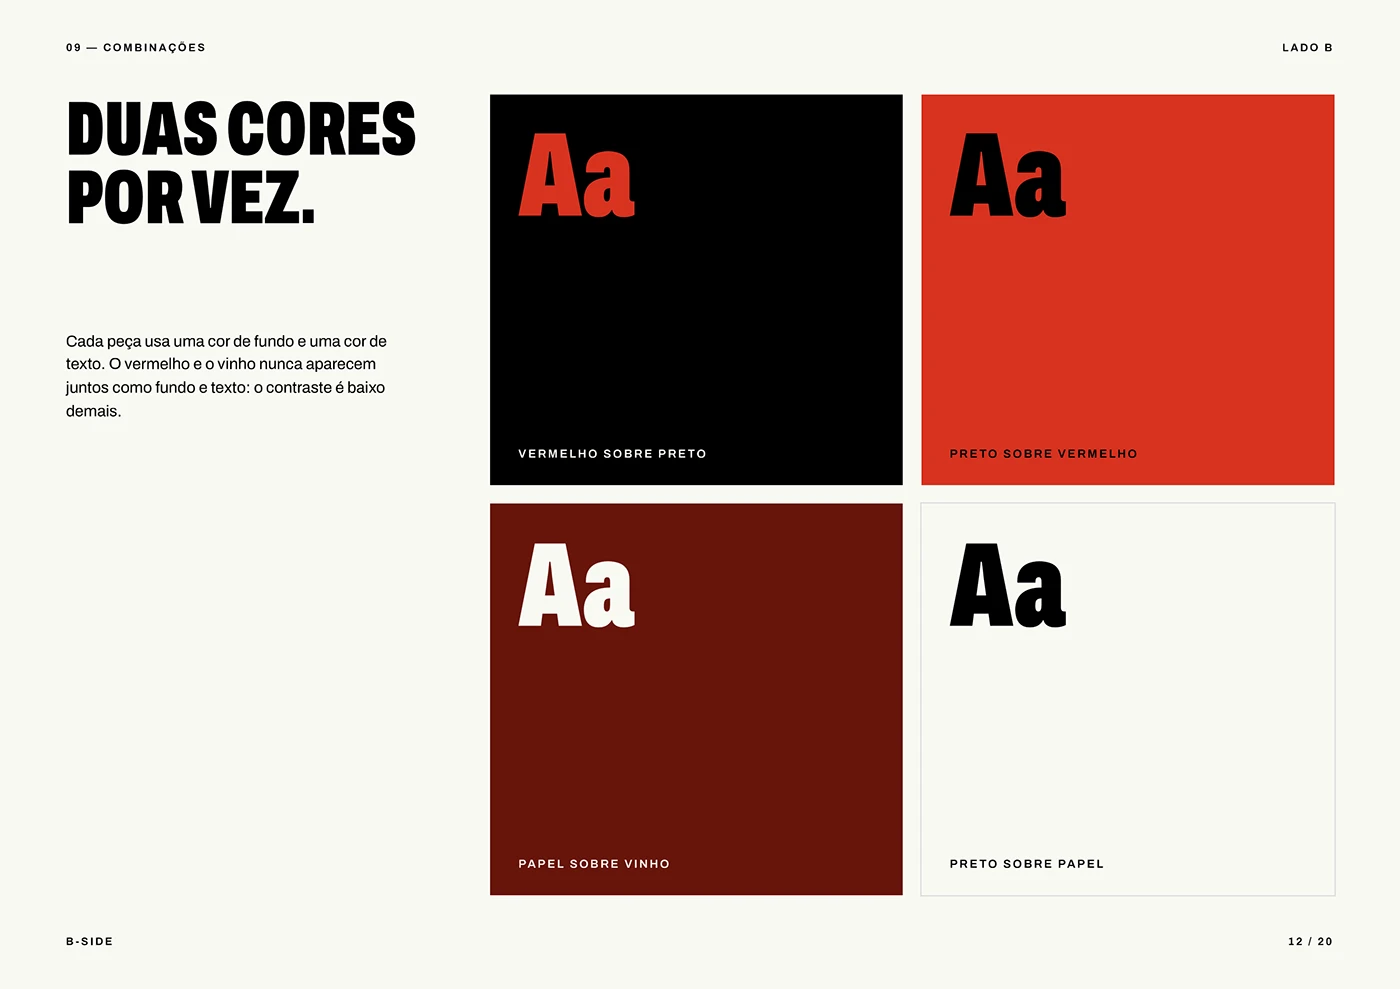 09 — COMBINAÇÕES
LADO B
DUAS CORES
POR VEZ.
Cada peça usa uma cor de fundo e uma cor de
texto. O vermelho e o vinho nunca aparecem
juntos como fundo e texto: o contraste é baixo
demais.
Aa
VERMELHO SOBRE PRETO
Aa
PRETO SOBRE VERMELHO
Aa
PAPEL SOBRE VINHO
Aa
PRETO SOBRE PAPEL
B-SIDE
12 / 20